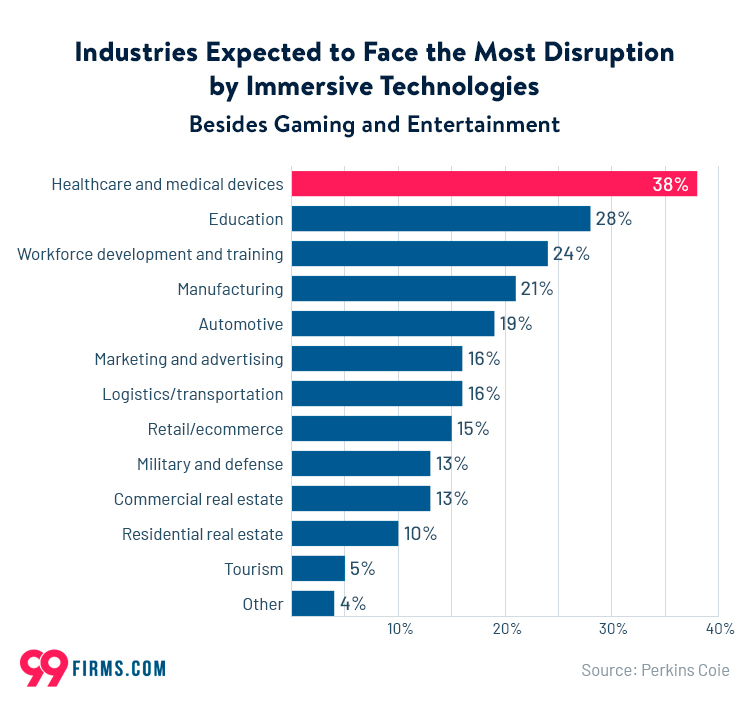 Industries Expected to Face the Most Disruption
by Immersive Technologies
Besides Gaming and Entertainment
Healthcare and medical devices 38%
Education 28%
Workforce development and training 24%
Manufacturing 21%
Automotive 19%
Marketing and advertising 16%
Logistics/transportation 16%
Retail/ecommerce 15%
Military and defense 13%
Commercial real estate 13%
Residential real estate 10%
Tourism 5%
Other 4%
10% 20% 30% 40%
99FIRMS.COM Source: Perkins Coie